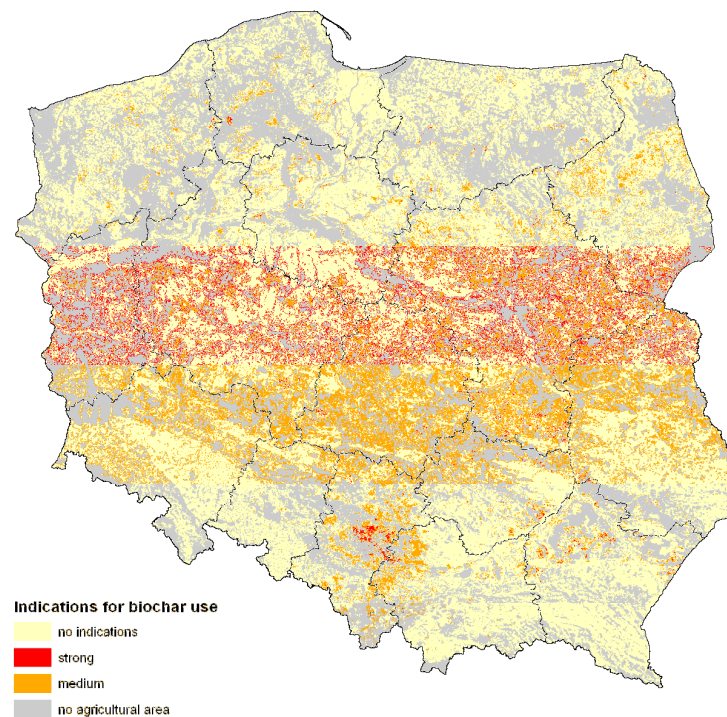 Indications for biochar use
no indications
strong
medium
no agricultural area